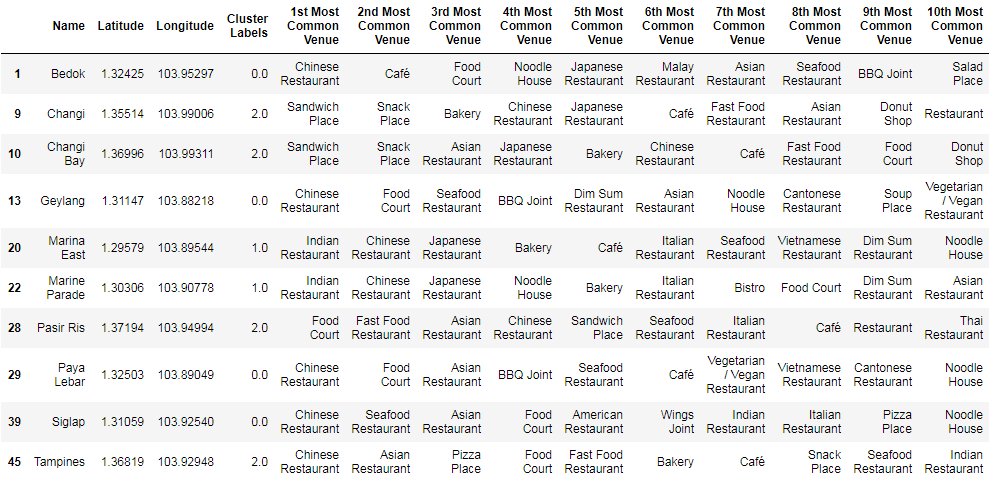 Name Latitude Longitude Cluster Labels 1st Most Common Venue 2nd Most Common Venue 3rd Most Common Venue 4th Most Common Venue 5th Most Common Venue 6th Most Common Venue 7th Most Common Venue 8th Most Common Venue 9th Most Common Venue 10th Most Common Venue
1 Bedok 1.32425 103.95297 0.0 Chinese Restaurant Café Food Court Noodle House Japanese Restaurant Malay Restaurant Asian Restaurant Seafood Restaurant BBQ Joint Salad Place
9 Changi 1.35514 103.99006 2.0 Sandwich Place Snack Place Bakery Chinese Restaurant Japanese Restaurant Café Fast Food Restaurant Asian Restaurant Donut Shop Restaurant
10 Changi Bay 1.36996 103.99311 2.0 Sandwich Place Snack Place Asian Restaurant Japanese Restaurant Bakery Chinese Restaurant Café Fast Food Restaurant Food Court Donut Shop
13 Geylang 1.31147 103.88218 0.0 Chinese Restaurant Food Court Seafood Restaurant BBQ Joint Dim Sum Restaurant Asian Restaurant Noodle House Cantonese Restaurant Soup Place Vegetarian / Vegan Restaurant
20 Marina East 1.29579 103.89544 1.0 Indian Restaurant Chinese Restaurant Japanese Restaurant Bakery Café Italian Restaurant Seafood Restaurant Vietnamese Restaurant Dim Sum Restaurant Noodle House
22 Marine Parade 1.30306 103.90778 1.0 Indian Restaurant Chinese Restaurant Japanese Restaurant Noodle House Bakery Italian Restaurant Bistro Food Court Dim Sum Restaurant Asian Restaurant
28 Pasir Ris 1.37194 103.94994 2.0 Food Court Fast Food Restaurant Asian Restaurant Chinese Restaurant Sandwich Place Seafood Restaurant Italian Restaurant Café Restaurant Thai Restaurant
29 Paya Lebar 1.32503 103.89049 0.0 Chinese Restaurant Food Court Asian Restaurant BBQ Joint Seafood Restaurant Café Vegetarian / Vegan Restaurant Vietnamese Restaurant Cantonese Restaurant Noodle House
39 Siglap 1.31059 103.92540 0.0 Chinese Restaurant Seafood Restaurant Asian Restaurant Food Court American Restaurant Wings Joint Indian Restaurant Italian Restaurant Pizza Place Noodle House
45 Tampines 1.36819 103.92948 2.0 Chinese Restaurant Asian Restaurant Pizza Place Food Court Fast Food Restaurant Bakery Café Snack Place Seafood Restaurant Indian Restaurant